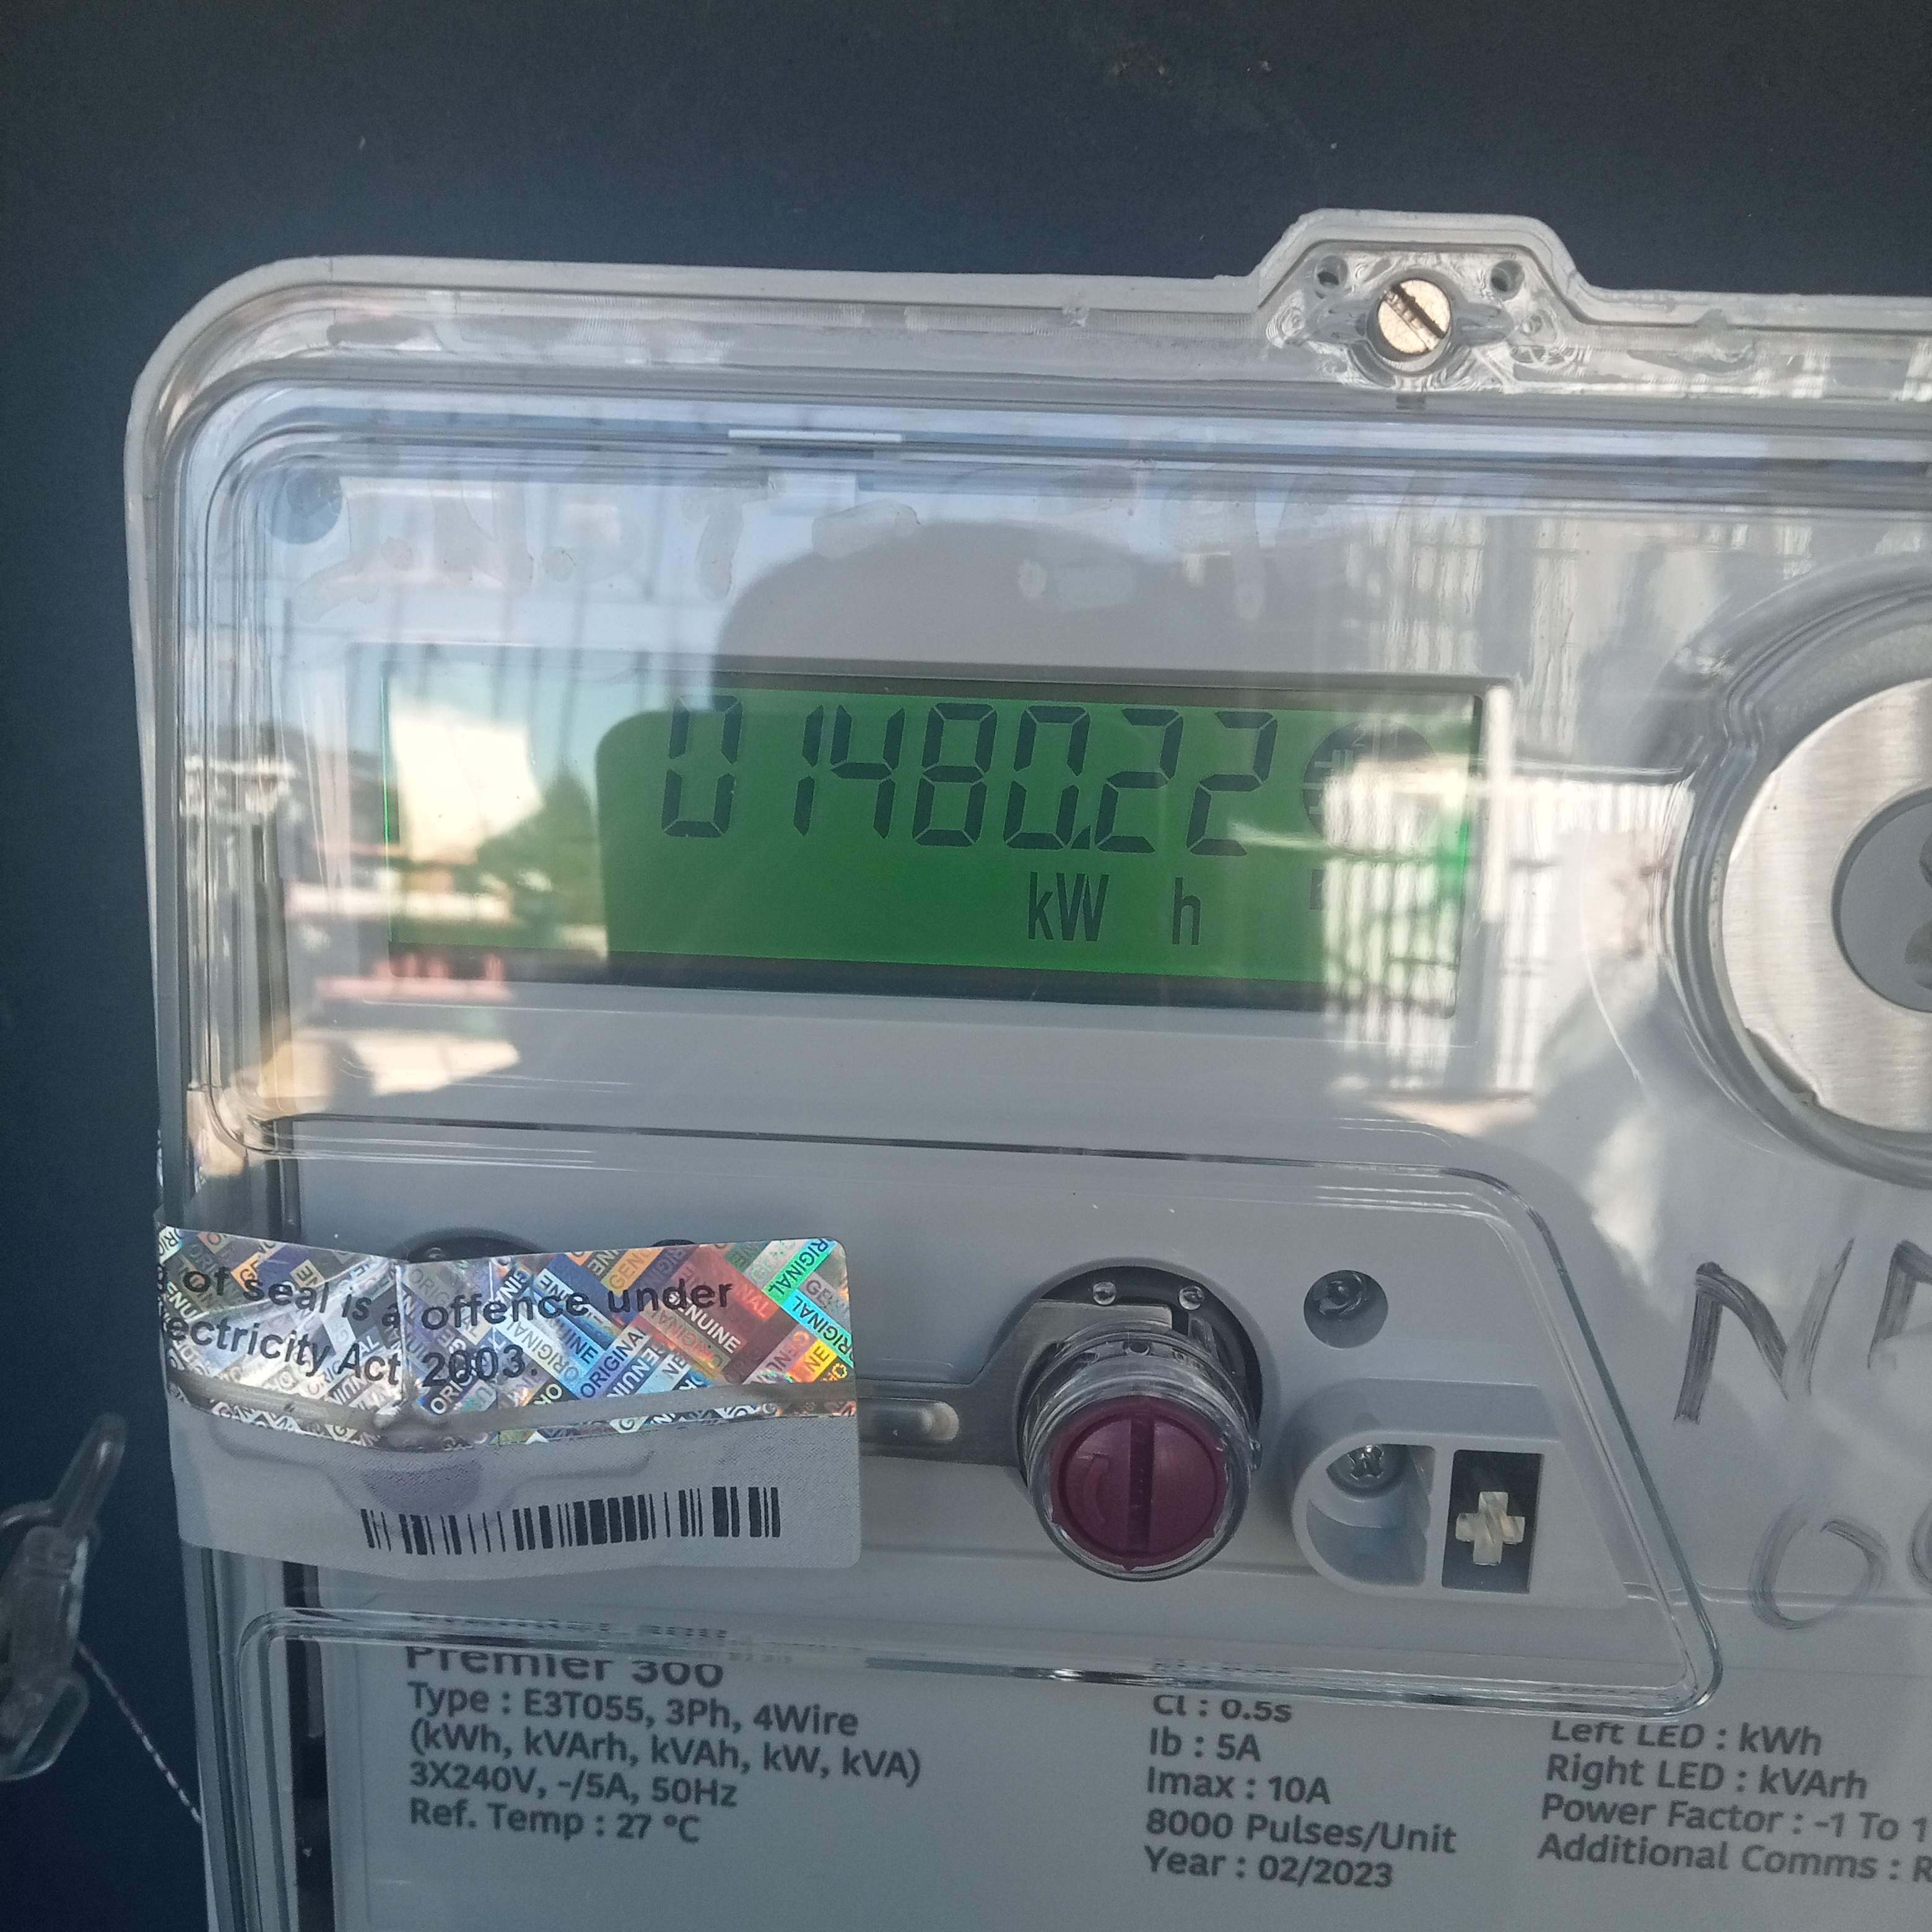 01480.22
kW h
of seal is a offence under
ectricity Act 2003.
Premier 300
Type : E3T055, 3Ph, 4Wire
(kWh, kVArh, kVAh, kW, kVA)
3X240V, -/5A, 50Hz
Ref. Temp : 27 °C
Cl : 0.5s
Ib : 5A
Imax : 10A
8000 Pulses/Unit
Year : 02/2023
Left LED : kWh
Right LED : kVArh
Power Factor : -1 To 1
Additional Comms : R